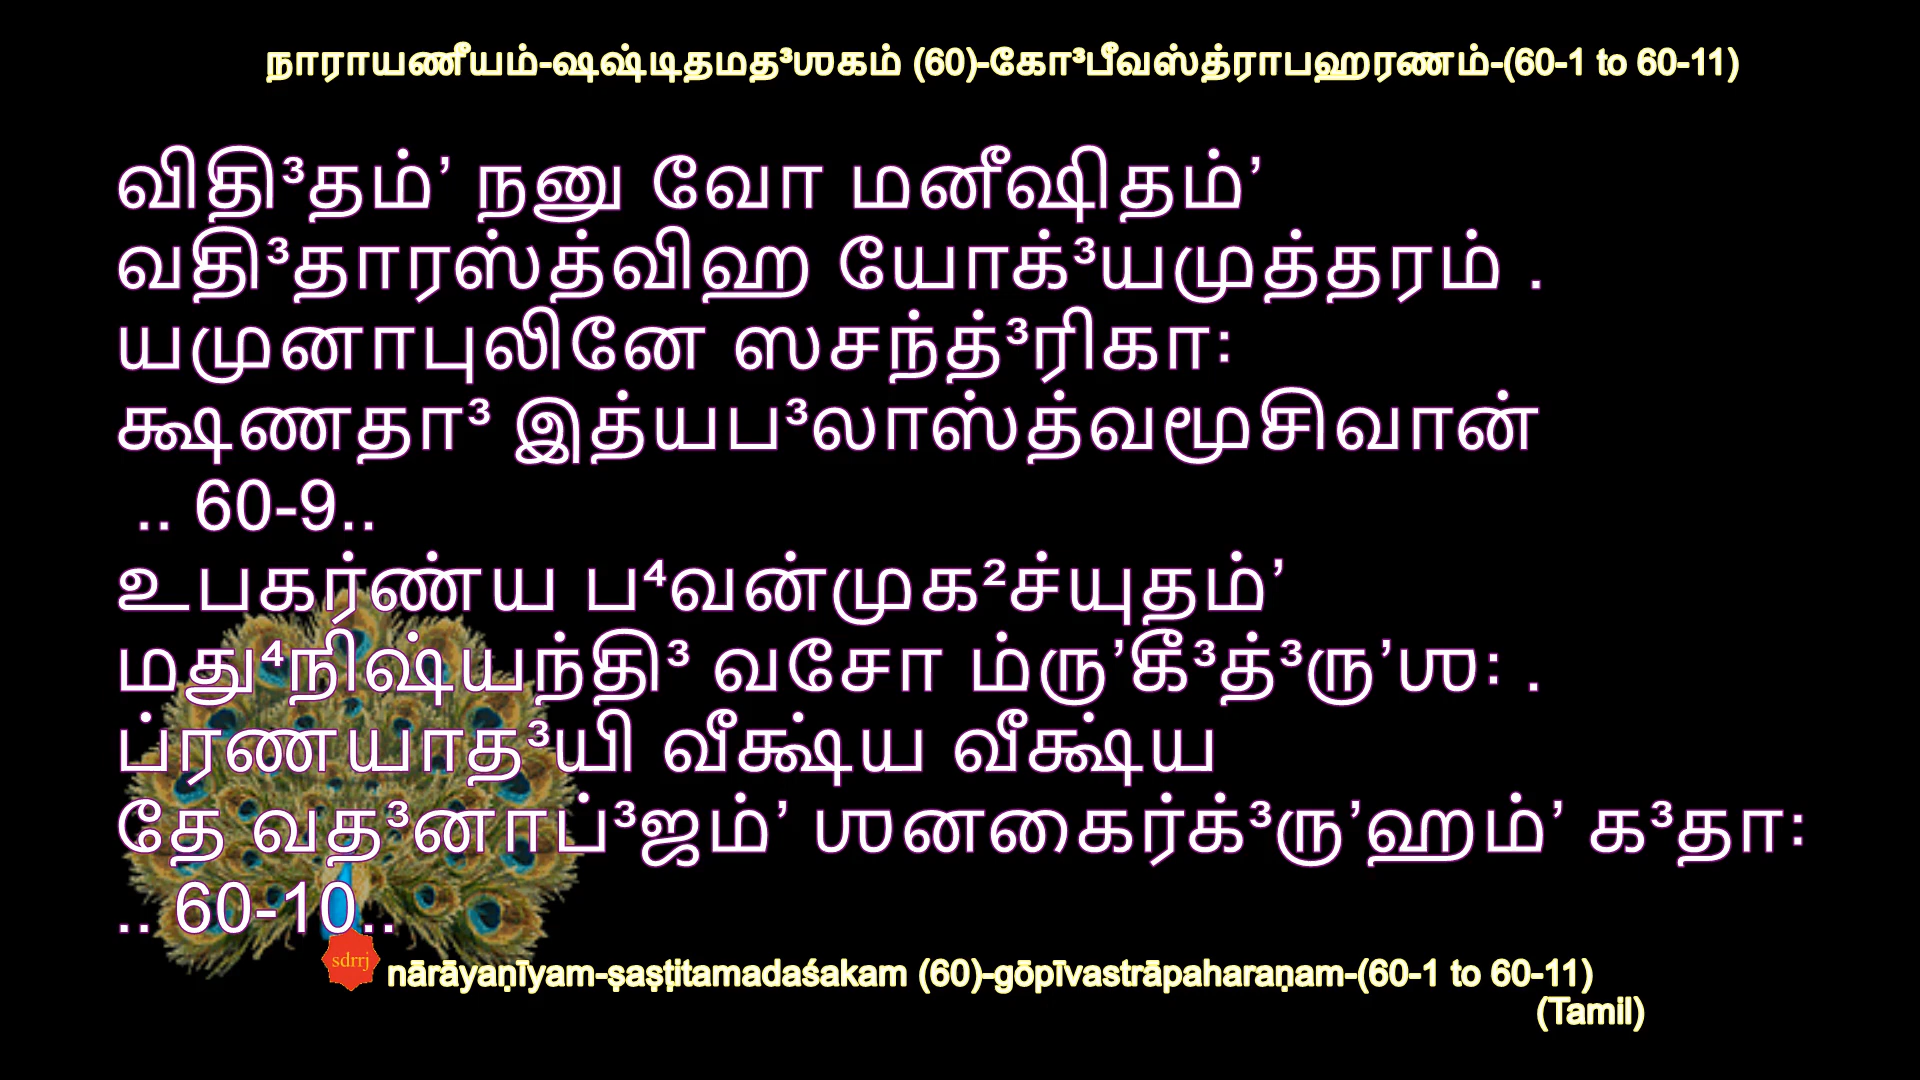 நாராயணீயம்-ஷஷ்டிதமத³ஶகம் (60)-கோ³பீவஸ்த்ராபஹரணம்-(60-1 to 60-11)
விதி³தம்’ நனு வோ மனீஷிதம்’
வதி³தாரஸ்த்விஹ யோக்³யமுத்தரம் .
யமுனாபுலினே ஸசந்த்³ரிகா꞉
க்ஷணதா³ இத்யப³லாஸ்த்வமூசிவான்
.. 60-9..
உபகர்ண்ய ப⁴வன்முக²ச்யுதம்’
மது⁴நிஷ்யந்தி³ வசோ ம்ரு’கீ³த்³ரு’ஶ꞉ .
ப்ரணயாத³யி வீக்ஷ்ய வீக்ஷ்ய
தே வத³னாப்³ஜம்’ ஶனகைர்க்³ரு’ஹம்’ க³தா꞉
.. 60-10..
sdrrj
nārāyaṇīyam-ṣaṣṭitamadaśakam (60)-gōpīvastrāpaharaṇam-(60-1 to 60-11)
(Tamil)